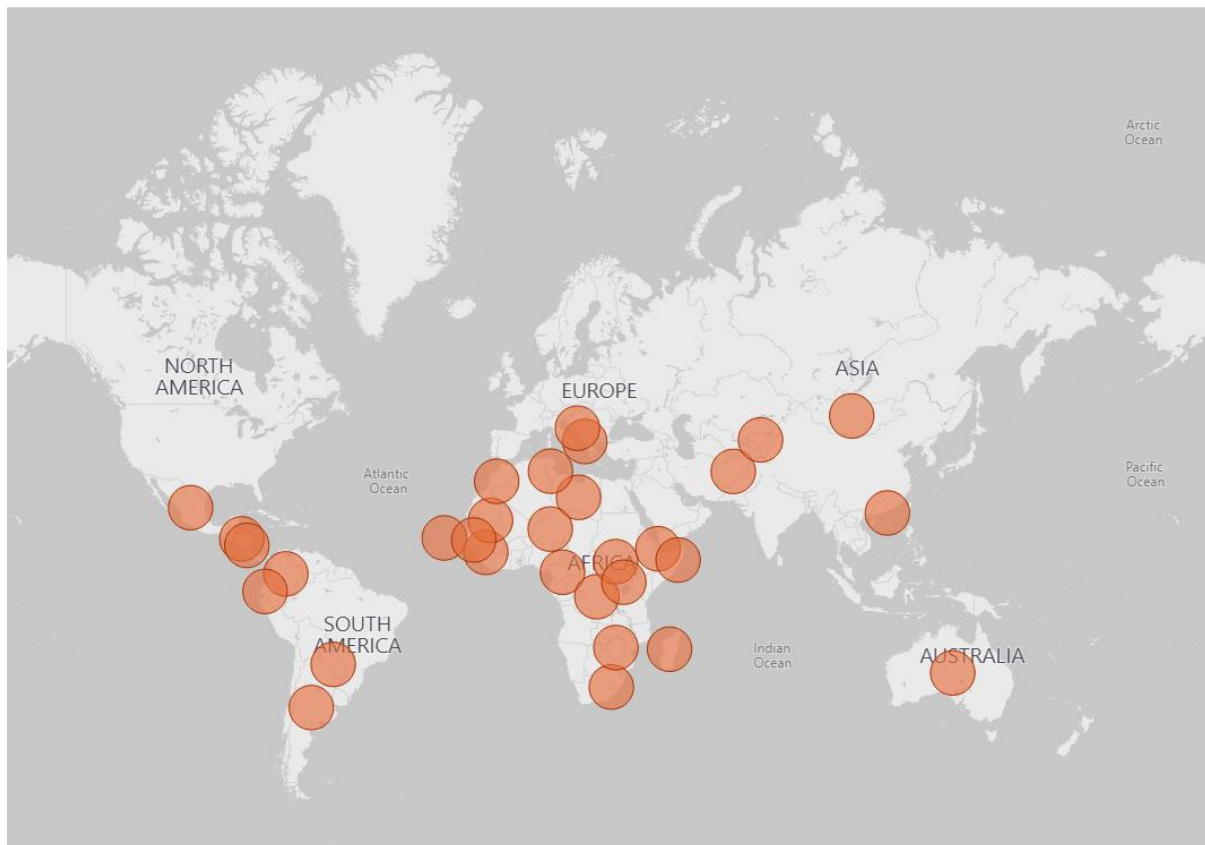 Arctic
Ocean
NORTH
AMERICA
EUROPE
ASIA
Atlantic
Ocean
Pacific
Ocean
AFRICA
SOUTH
AMERICA
Indian
Ocean
AUSTRALIA